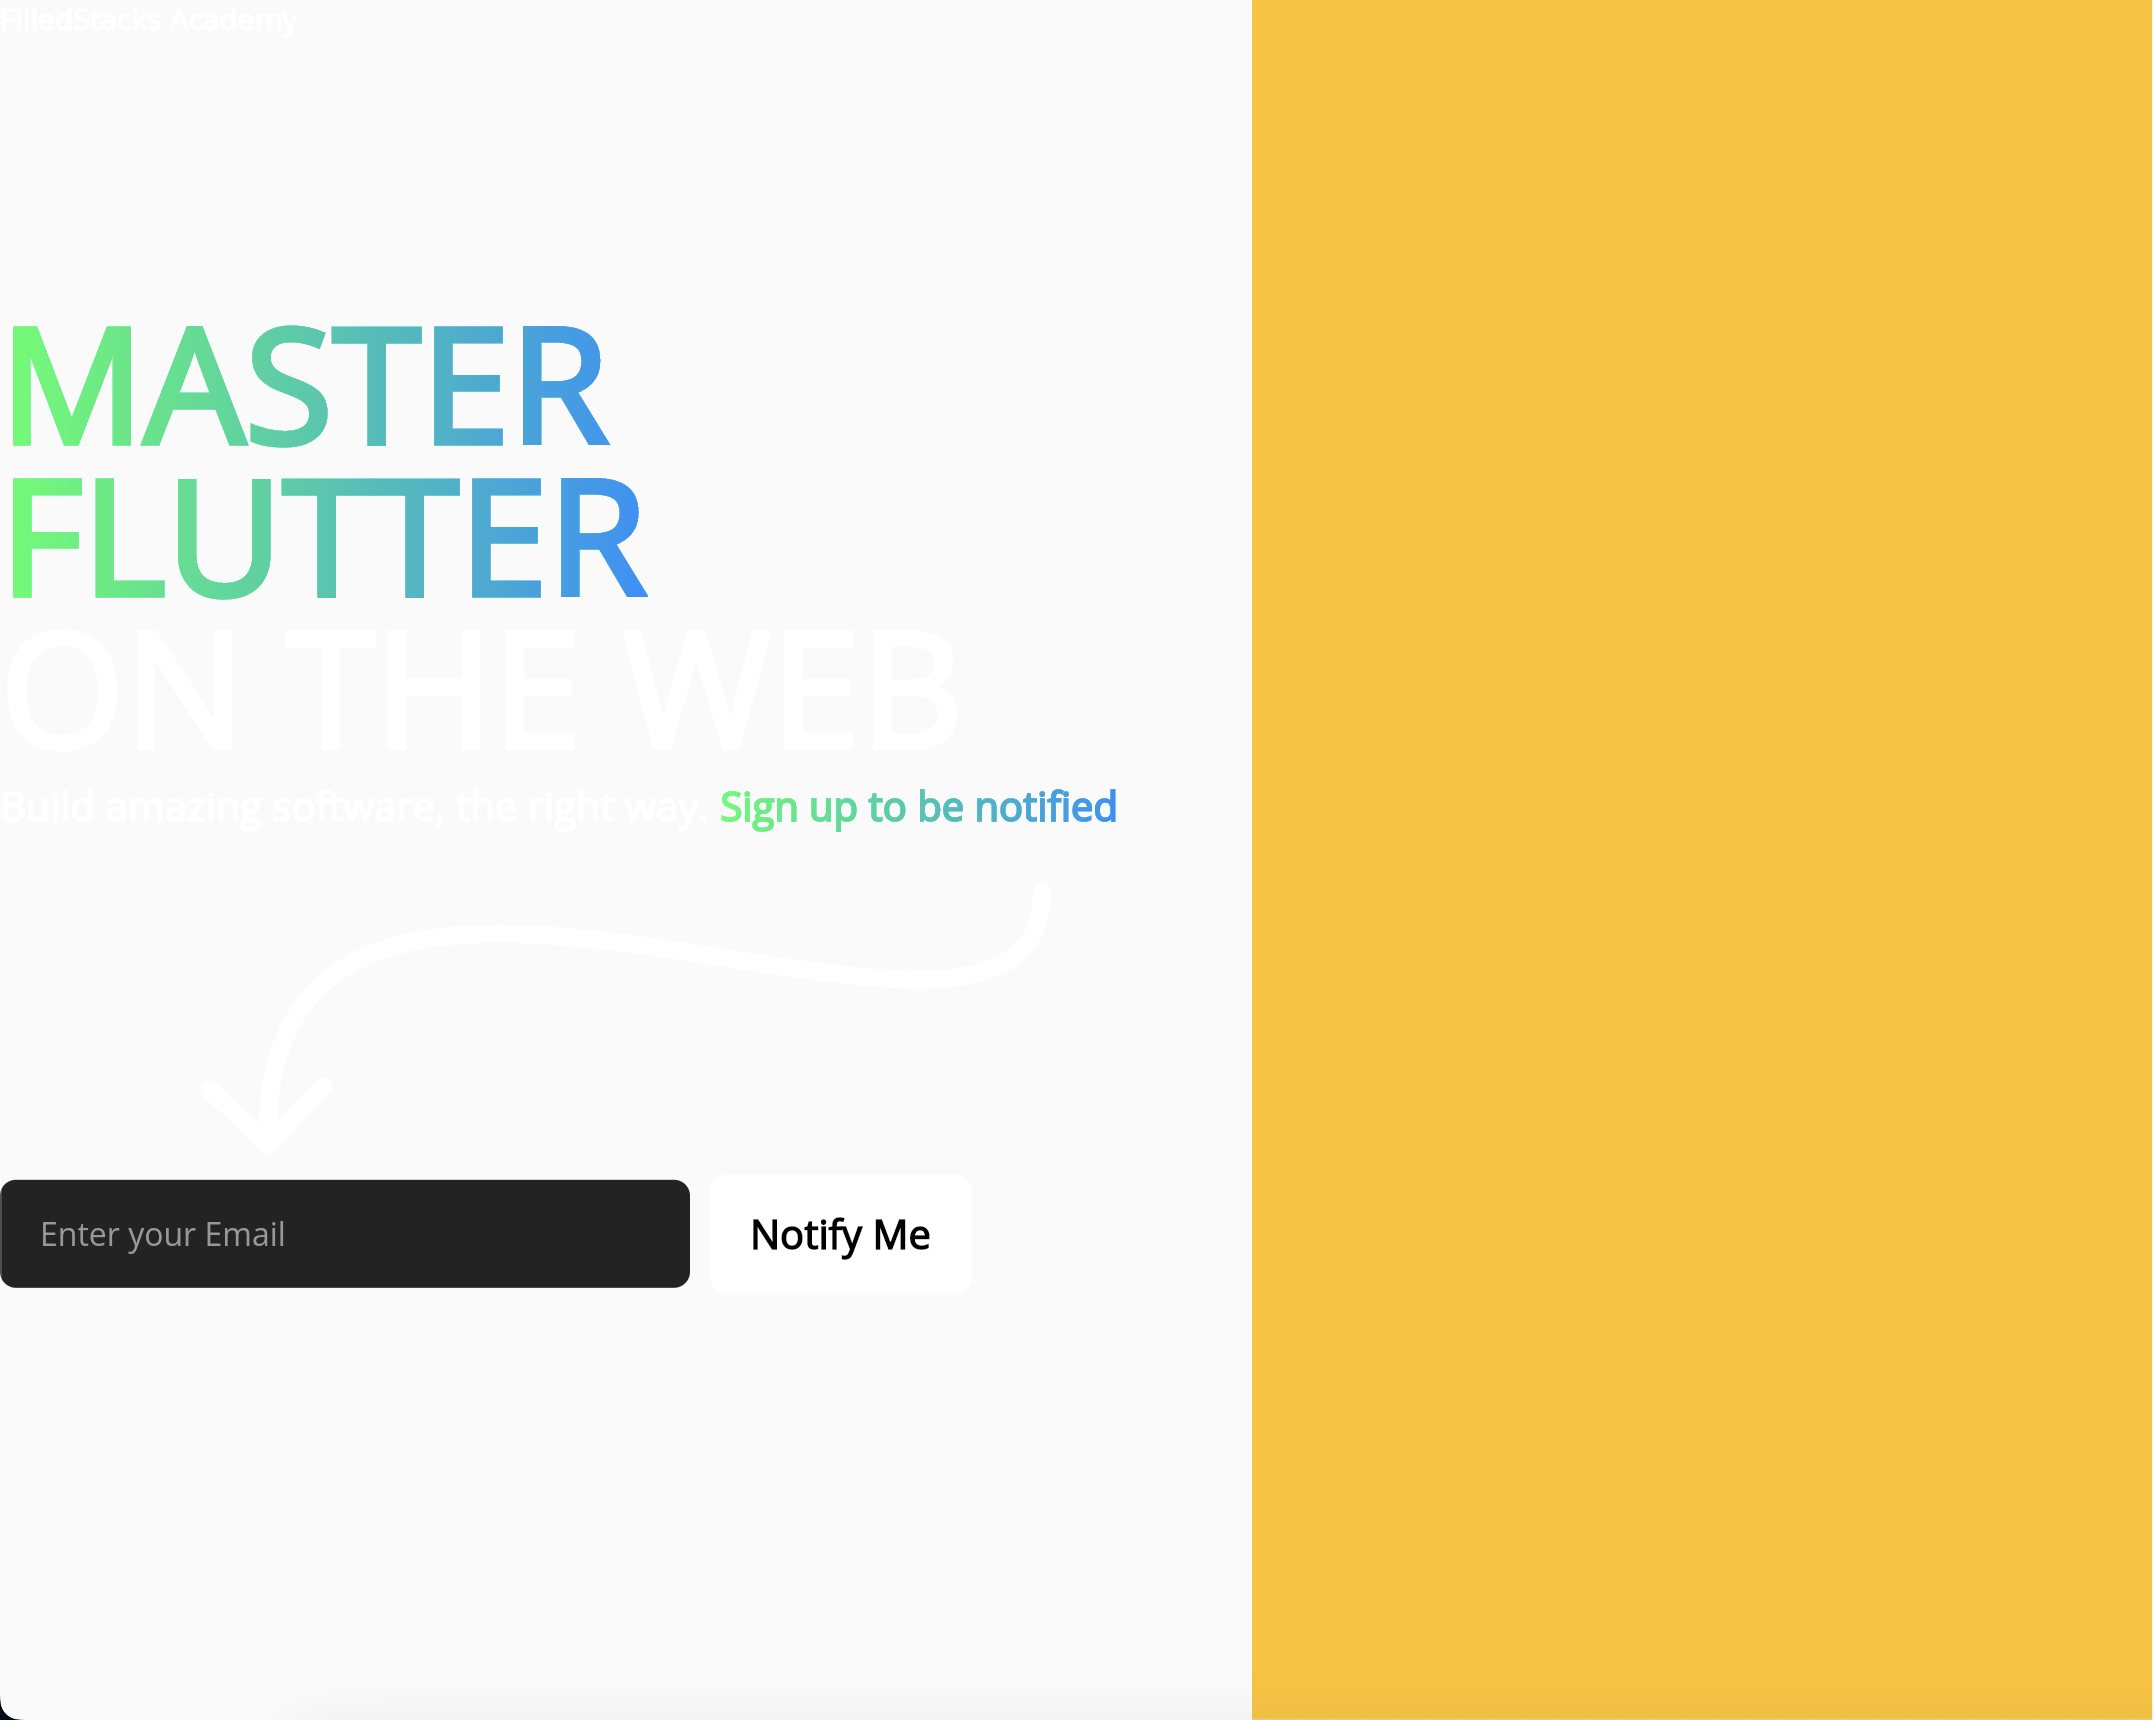 FilledStacks Academy
MASTER
FLUTTER
ON THE WEB
Build amazing software, the right way. Sign up to be notified
Enter your Email
Notify Me